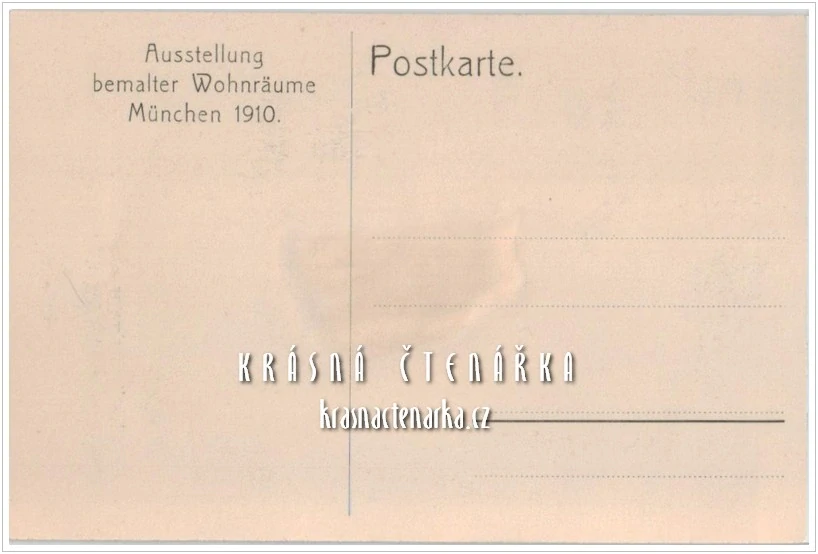 Ausstellung
bemalter Wohnräume
München 1910.
Postkarte.
KRÁSNÁ ČTENÁŘKA
krasnactenarka.cz